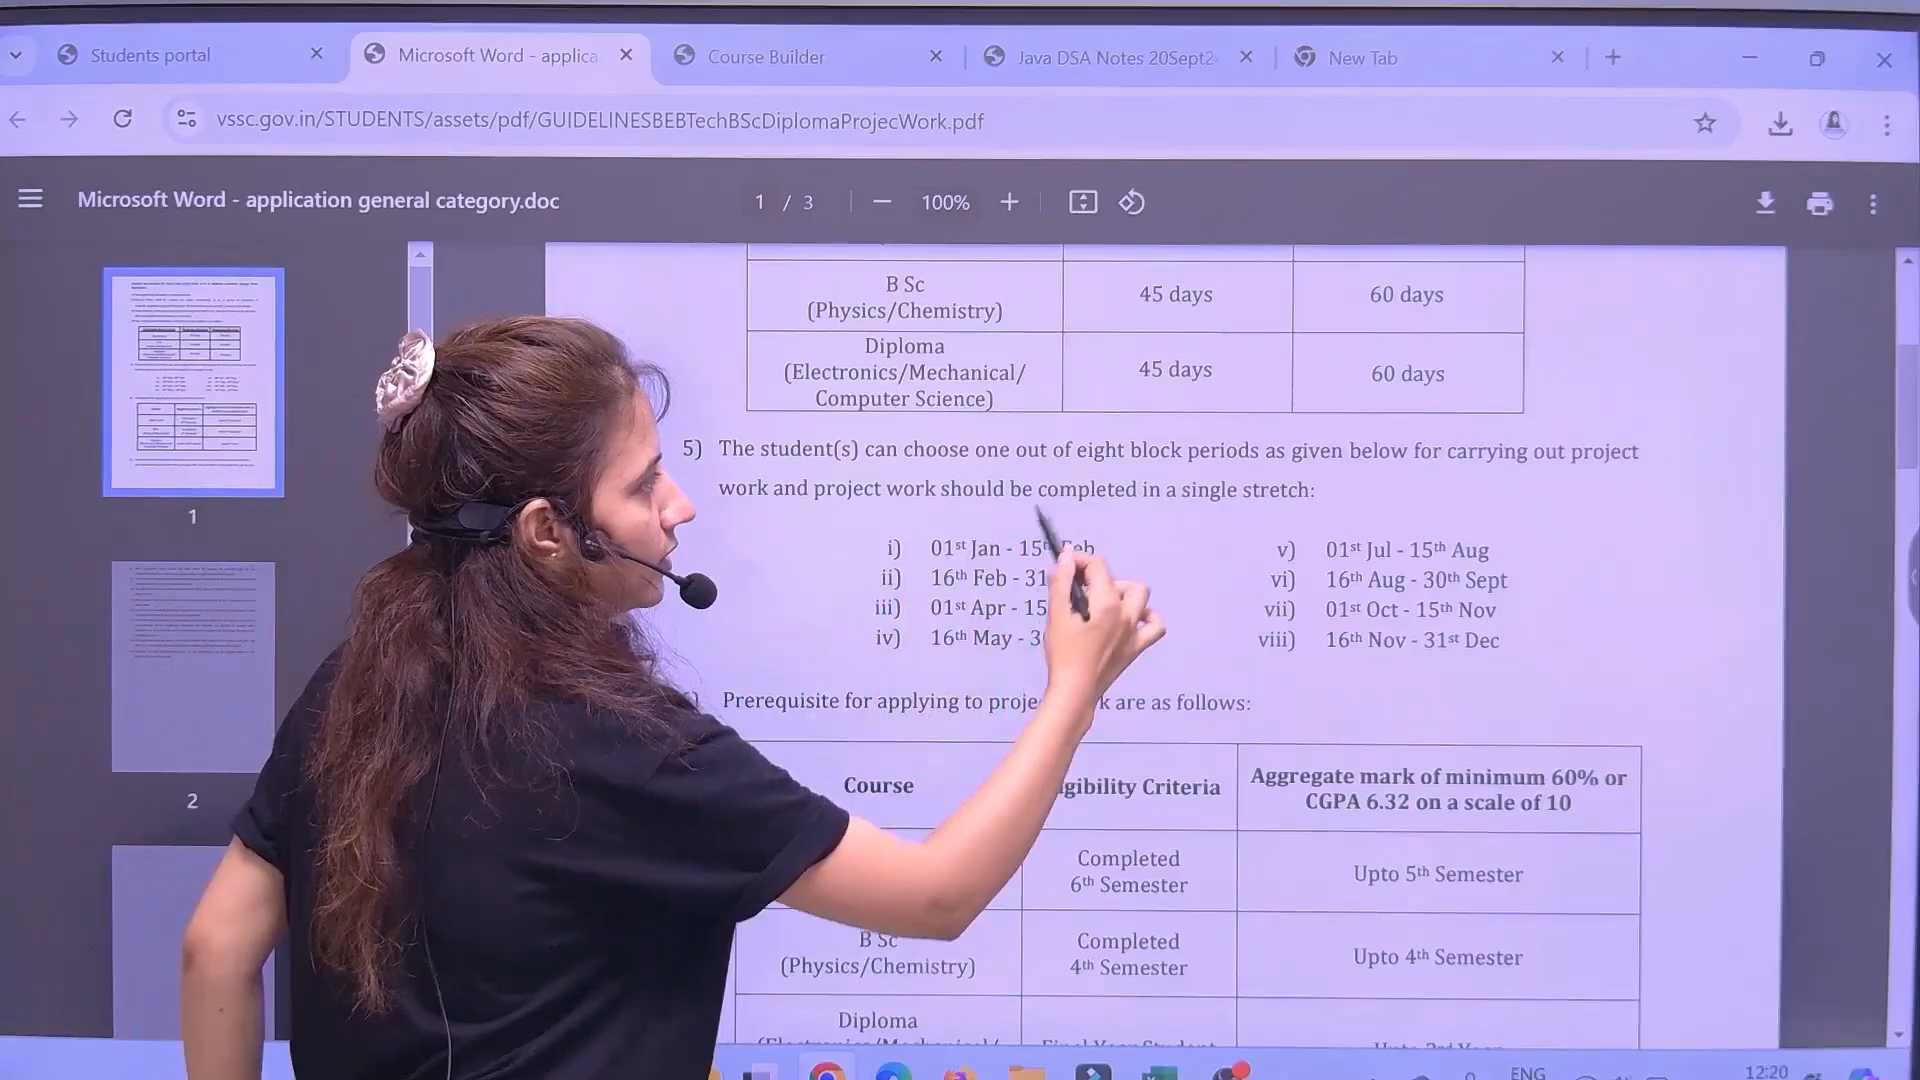 Students portal
Microsoft Word - applica
Course Builder
Java DSA Notes 20Sept2
New Tab
vssc.gov.in/STUDENTS/assets/pdf/GUIDELINESBEBTechBScDiplomaProjecWork.pdf
Microsoft Word - application general category.doc
1 / 3
100%
B Sc
(Physics/Chemistry)
45 days
60 days
Diploma
(Electronics/Mechanical/
Computer Science)
45 days
60 days
5) The student(s) can choose one out of eight block periods as given below for carrying out project
work and project work should be completed in a single stretch:
i) 01st Jan - 15th Feb
ii) 16th Feb - 31
iii) 01st Apr - 15
iv) 16th May - 3
v) 01st Jul - 15th Aug
vi) 16th Aug - 30th Sept
vii) 01st Oct - 15th Nov
viii) 16th Nov - 31st Dec
Prerequisite for applying to proje k are as follows:
Course
gibility Criteria
Aggregate mark of minimum 60% or
CGPA 6.32 on a scale of 10
Completed
6th Semester
Upto 5th Semester
B Sc
(Physics/Chemistry)
Completed
4th Semester
Upto 4th Semester
Diploma
1
2
ENG
12:20